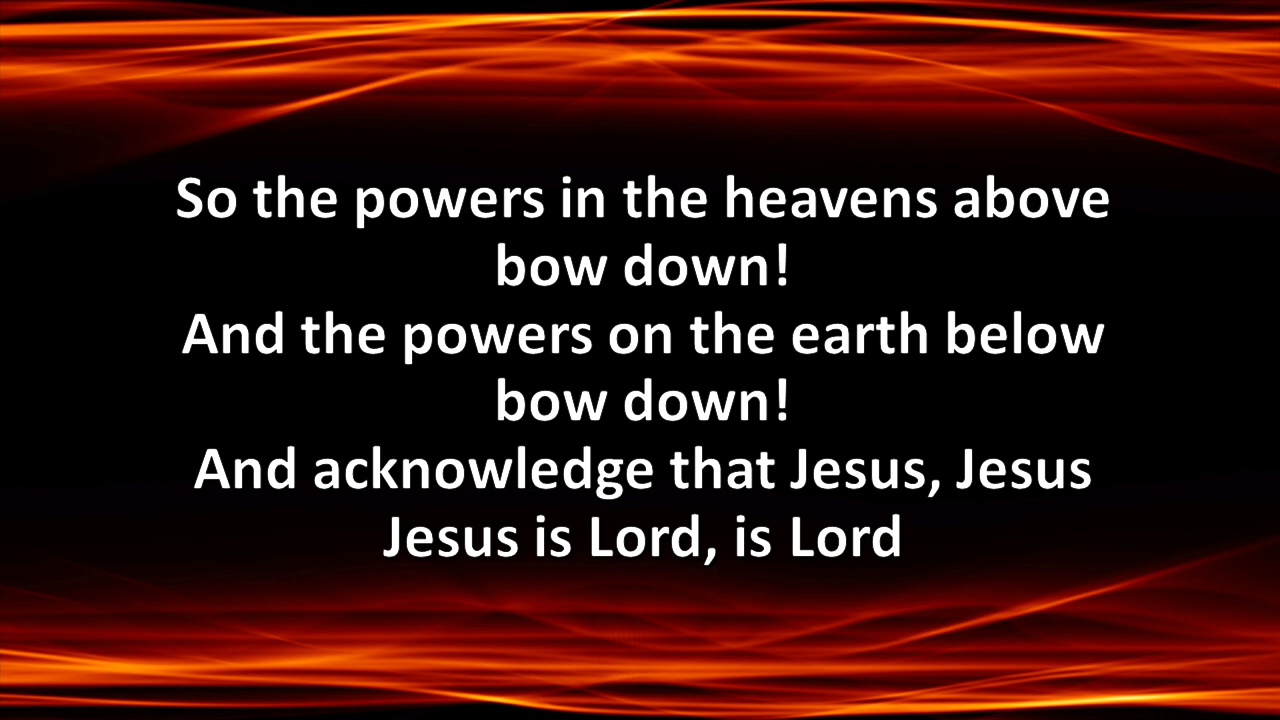 So the powers in the heavens above
bow down!
And the powers on the earth below
bow down!
And acknowledge that Jesus, Jesus
Jesus is Lord, is Lord